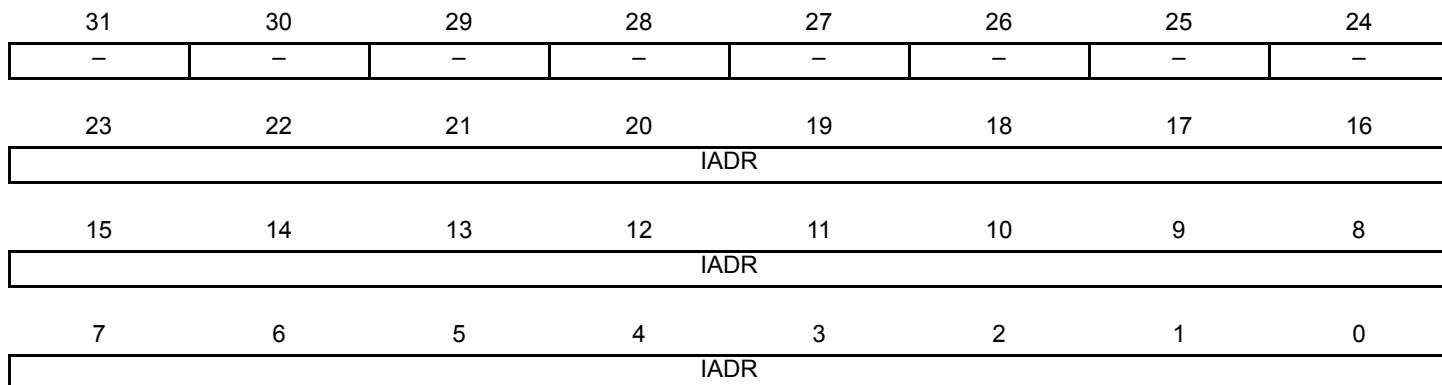 31 30 29 28 27 26 25 24
– – – – – – – –
23 22 21 20 19 18 17 16
IADR
15 14 13 12 11 10 9 8
IADR
7 6 5 4 3 2 1 0
IADR